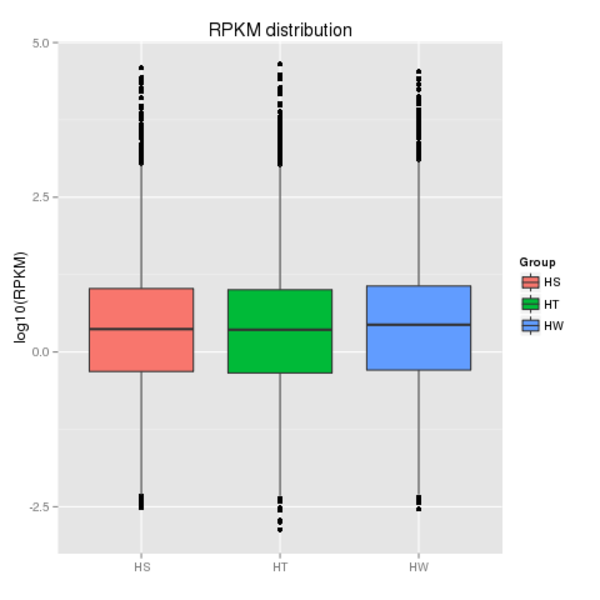 RPKM distribution
5.0
2.5
0.0
-2.5
log10(RPKM)
HS
HT
HW
Group
HS
HT
HW